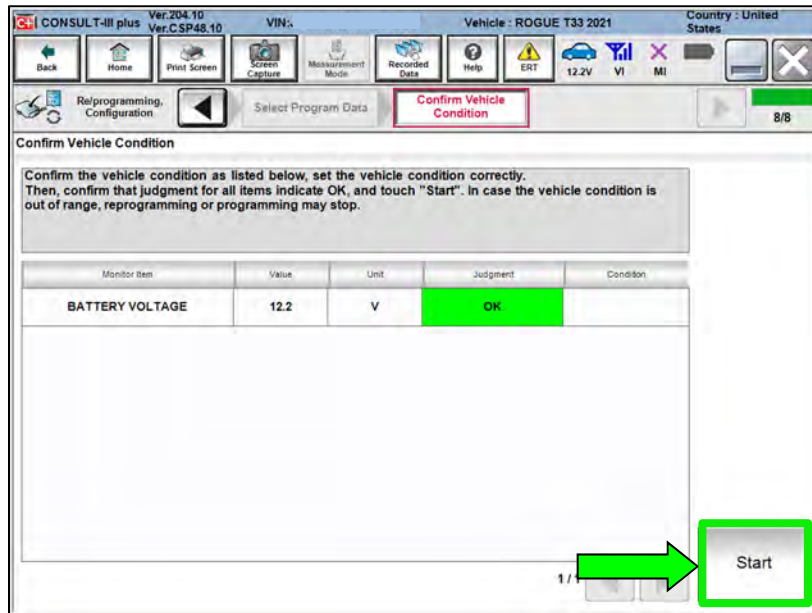 CONSULT-III plus Ver.204.10 Ver.CSP48.10 VIN: Vehicle : ROGUE T33 2021 Country : United States
Back Home Print Screen Screen Capture Measurement Mode Recorded Data Help ERT 12.2V VI MI
Re/programming, Configuration Select Program Data Confirm Vehicle Condition 8/8
Confirm Vehicle Condition
Confirm the vehicle condition as listed below, set the vehicle condition correctly.
Then, confirm that judgment for all items indicate OK, and touch "Start". In case the vehicle condition is
out of range, reprogramming or programming may stop.
Monitor Item Value Unit Judgment Condition
BATTERY VOLTAGE 12.2 V OK
Start